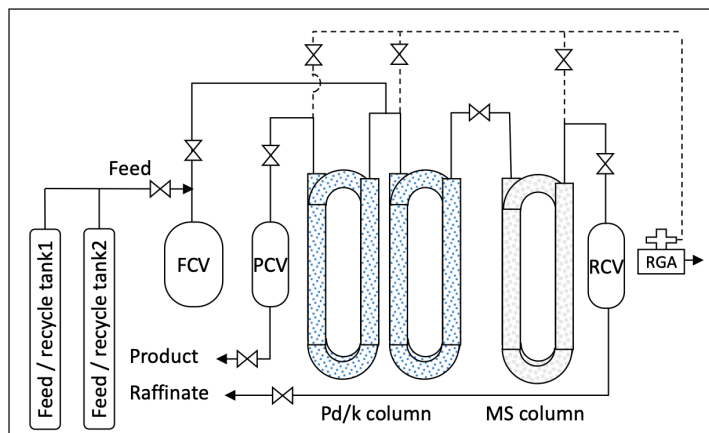 Feed
Feed / recycle tank1
Feed / recycle tank2
FCV
PCV
RCV
RGA
Product
Raffinate
Pd/k column
MS column